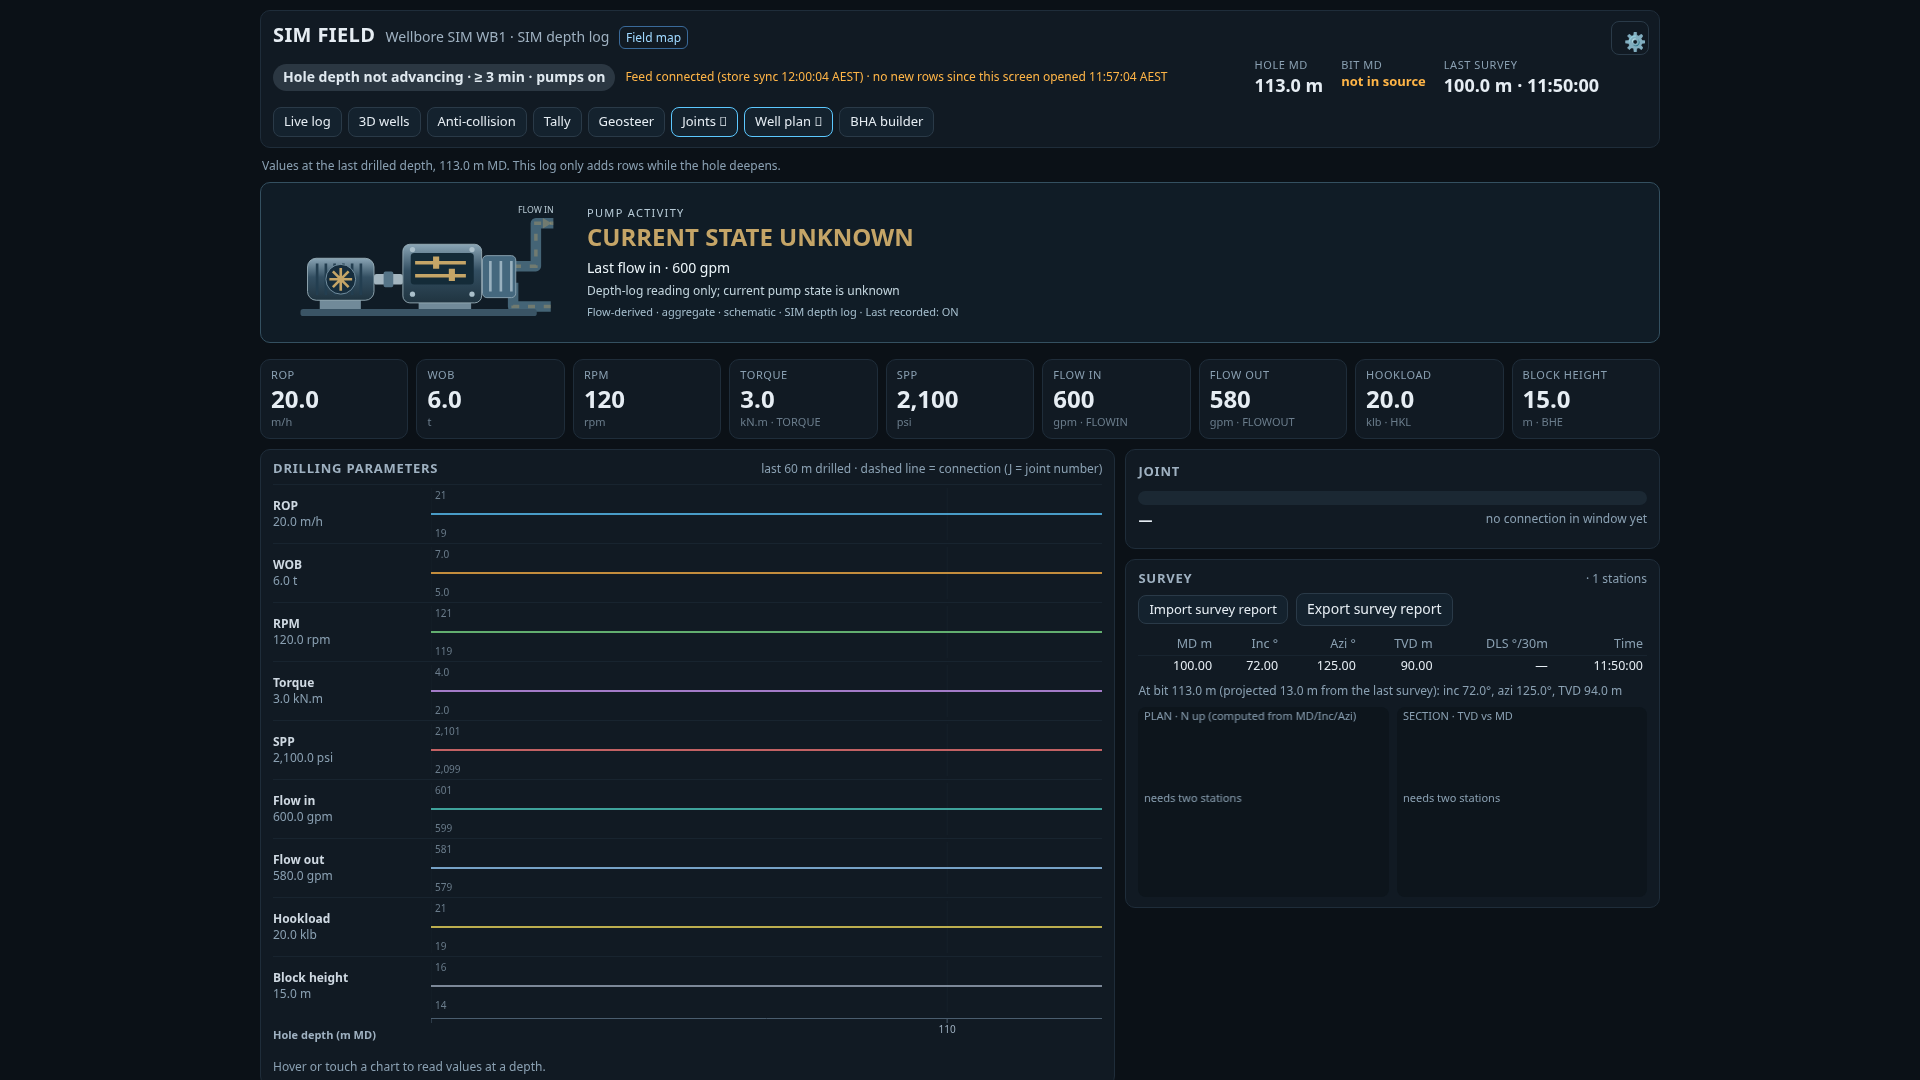 SIM FIELD Wellbore SIM WB1 · SIM depth log Field map
Hole depth not advancing · ≥ 3 min · pumps on Feed connected (store sync 12:00:04 AEST) · no new rows since this screen opened 11:57:04 AEST
HOLE MD BIT MD LAST SURVEY
113.0 m not in source 100.0 m · 11:50:00
Live log 3D wells Anti-collision Tally Geosteer Joints Well plan BHA builder
Values at the last drilled depth, 113.0 m MD. This log only adds rows while the hole deepens.
FLOW IN
PUMP ACTIVITY
CURRENT STATE UNKNOWN
Last flow in · 600 gpm
Depth-log reading only; current pump state is unknown
Flow-derived · aggregate · schematic · SIM depth log · Last recorded: ON
ROP WOB RPM TORQUE SPP FLOW IN FLOW OUT HOOKLOAD BLOCK HEIGHT
20.0 6.0 120 3.0 2,100 600 580 20.0 15.0
m/h t rpm kN.m · TORQUE psi gpm · FLOWIN gpm · FLOWOUT klb · HKL m · BHE
DRILLING PARAMETERS last 60 m drilled · dashed line = connection (J = joint number)
21
ROP
20.0 m/h
19
7.0
WOB
6.0 t
5.0
121
RPM
120.0 rpm
119
4.0
Torque
3.0 kN.m
2.0
2,101
SPP
2,100.0 psi
2,099
601
Flow in
600.0 gpm
599
581
Flow out
580.0 gpm
579
21
Hookload
20.0 klb
19
16
Block height
15.0 m
14
110
Hole depth (m MD)
Hover or touch a chart to read values at a depth.
JOINT
— no connection in window yet
SURVEY · 1 stations
Import survey report Export survey report
MD m Inc ° Azi ° TVD m DLS °/30m Time
100.00 72.00 125.00 90.00 — 11:50:00
At bit 113.0 m (projected 13.0 m from the last survey): inc 72.0°, azi 125.0°, TVD 94.0 m
PLAN · N up (computed from MD/Inc/Azi) SECTION · TVD vs MD
needs two stations needs two stations